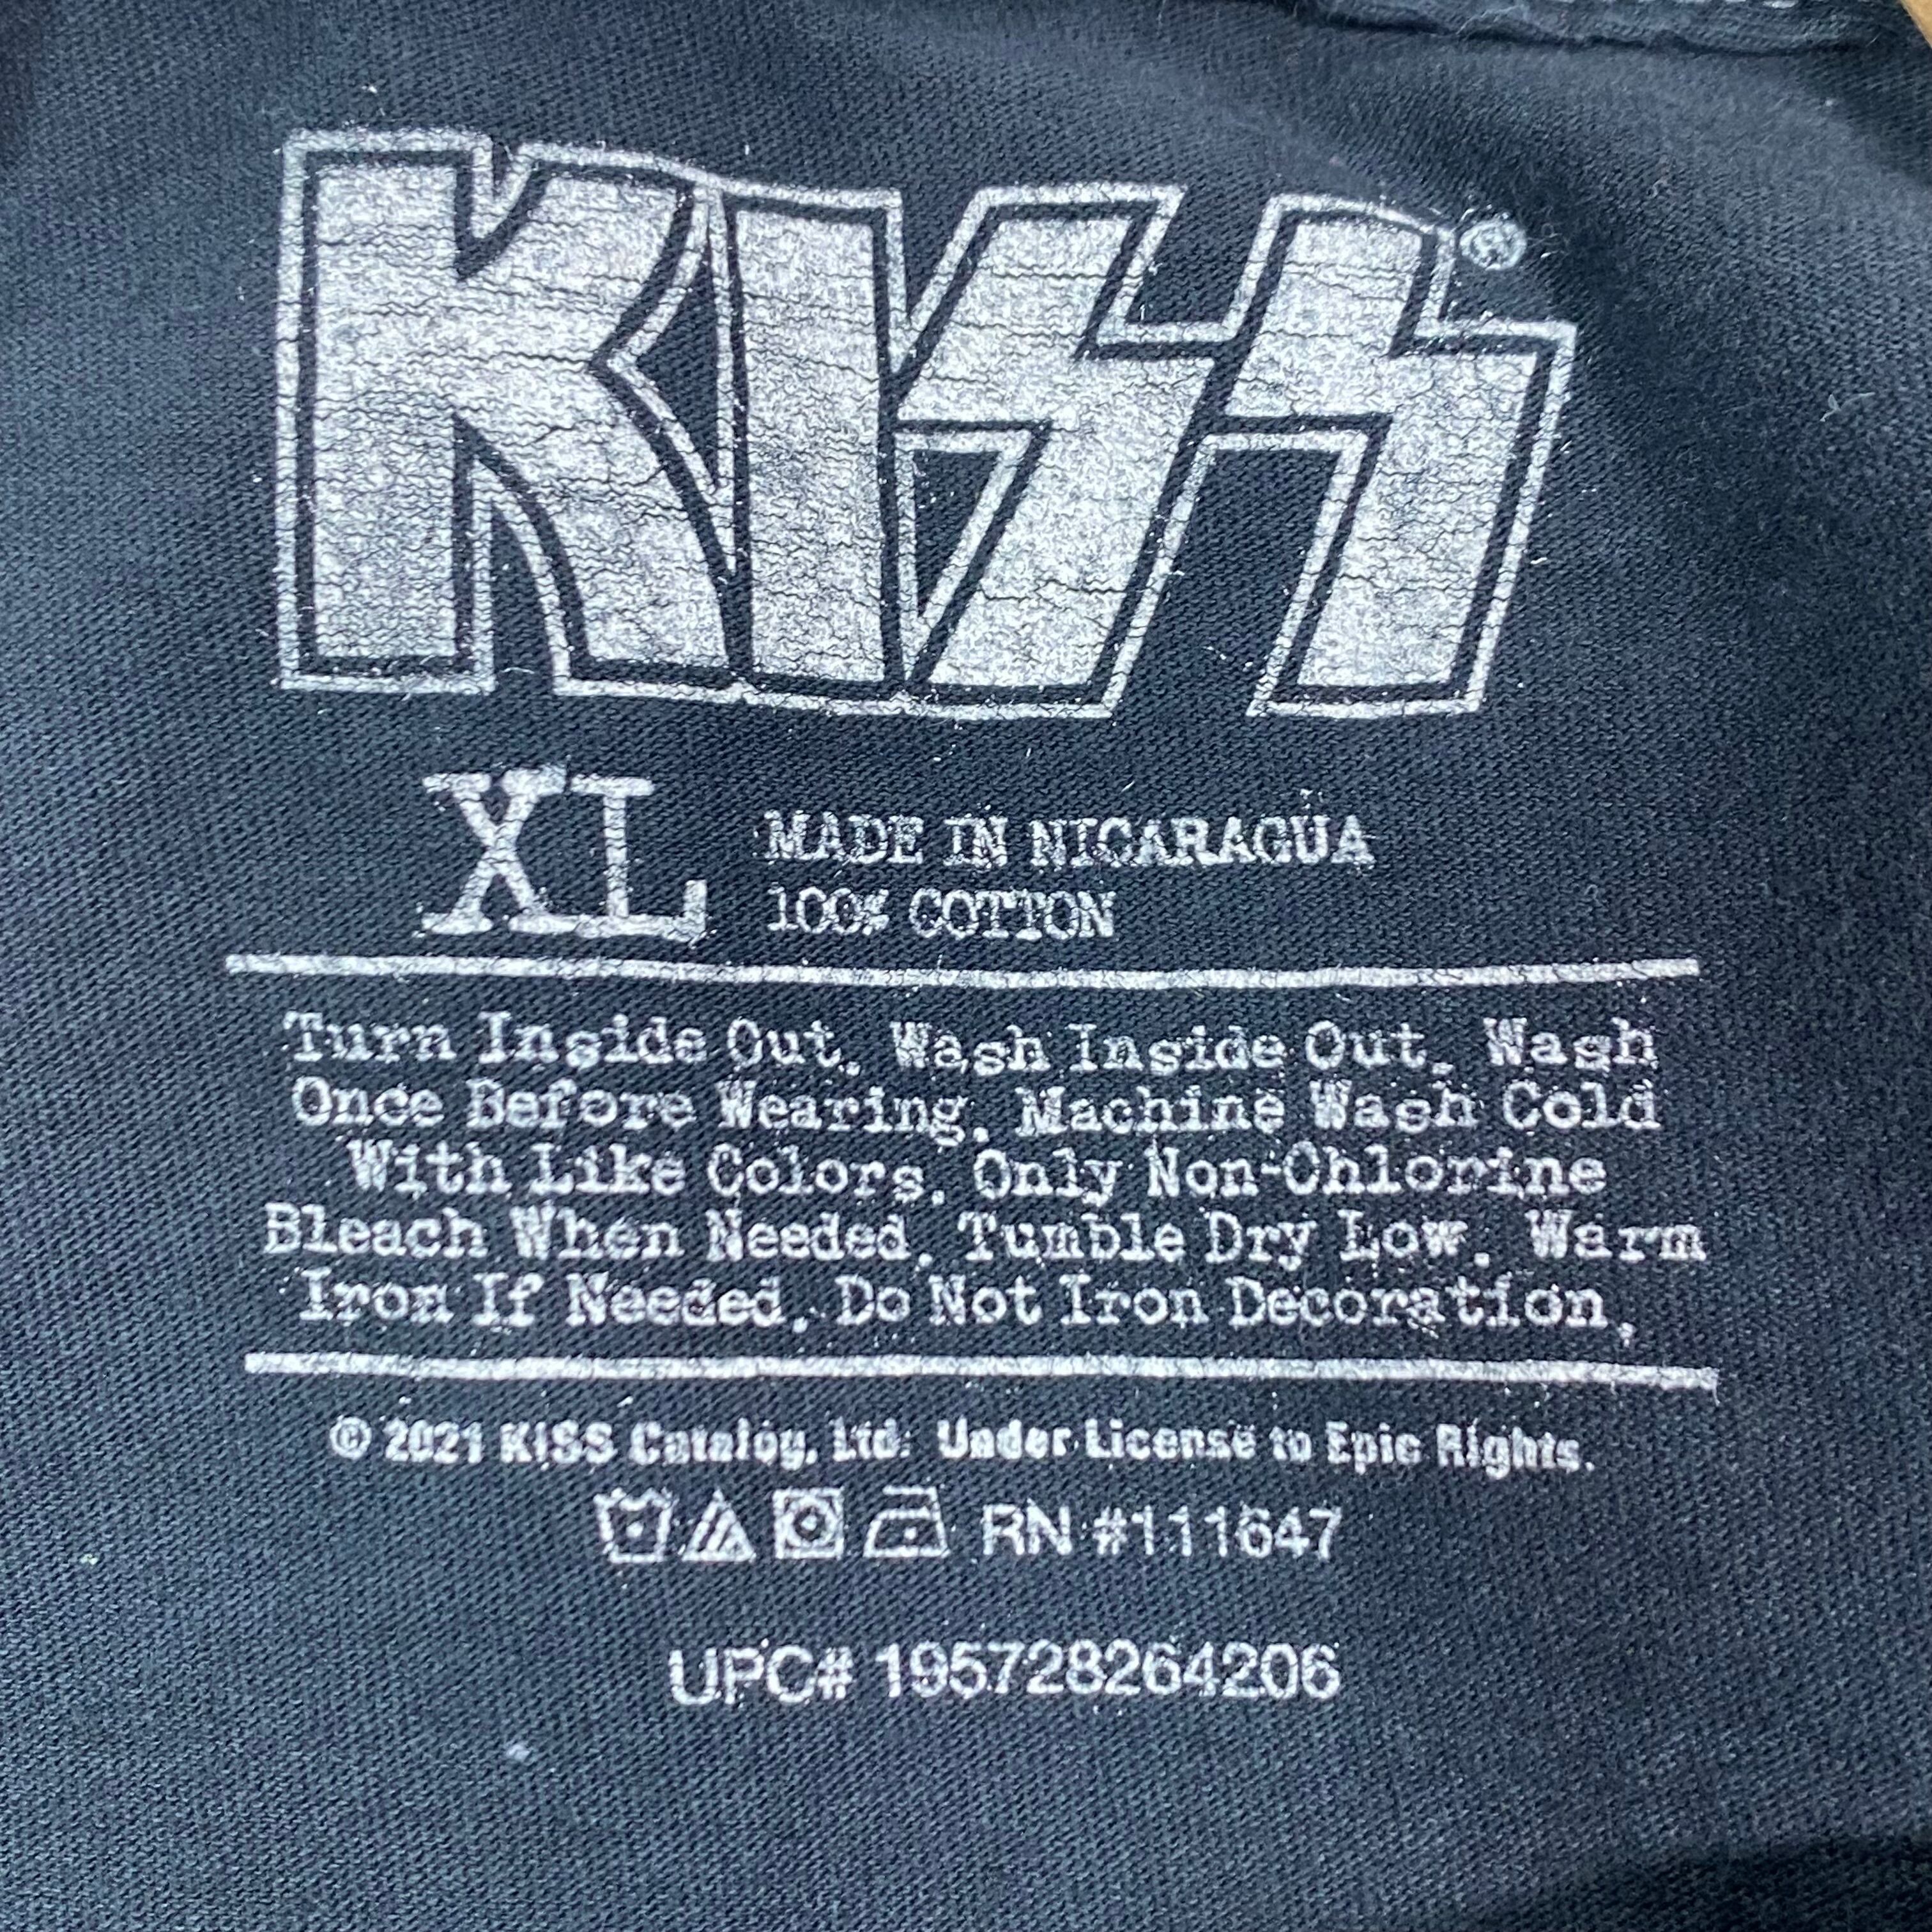 KISS®
XL MADE IN NICARAGUA
100% COTTON
Turn Inside Out. Wash Inside Out. Wash
Once Before Wearing. Machine Wash Cold
With Like Colors. Only Non-Chlorine
Bleach When Needed. Tumble Dry Low. Warm
Iron If Needed. Do Not Iron Decoration.
© 2021 KISS Catalog, Ltd. Under License to Epic Rights.
RN #111647
UPC# 195728264206